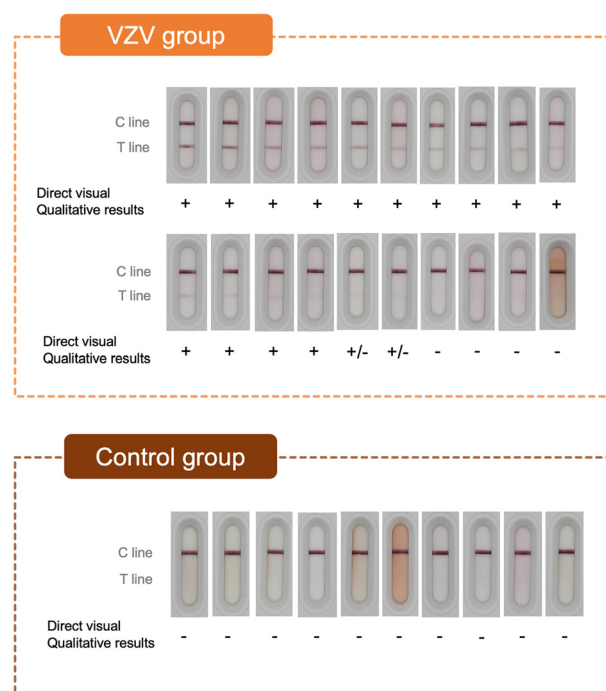 VZV group
C line
T line
Direct visual
Qualitative results
+ + + + + + + + + +
C line
T line
Direct visual
Qualitative results
+ + + + +/- +/- - - - -
Control group
C line
T line
Direct visual
Qualitative results
- - - - - - - - - -